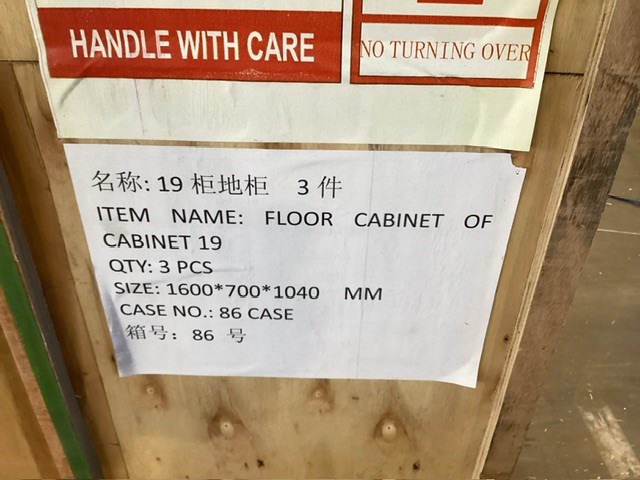 HANDLE WITH CARE
NO TURNING OVER
名称: 19 柜地柜 3 件
ITEM NAME: FLOOR CABINET OF
CABINET 19
QTY: 3 PCS
SIZE: 1600*700*1040 MM
CASE NO.: 86 CASE
箱号: 86 号